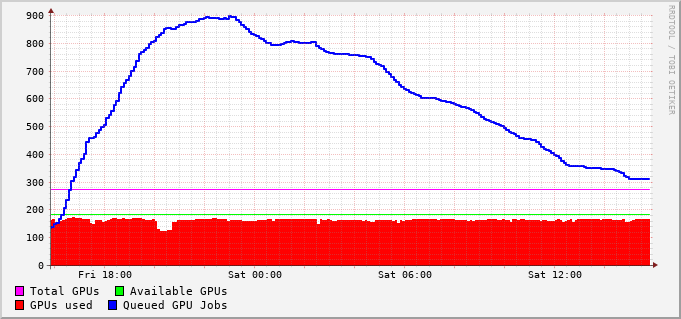 900
800
700
600
500
400
300
200
100
0
Fri 18:00 Sat 00:00 Sat 06:00 Sat 12:00
RRDTOOL / TOBI OETIKER
Total GPUs Available GPUs
GPUs used Queued GPU Jobs